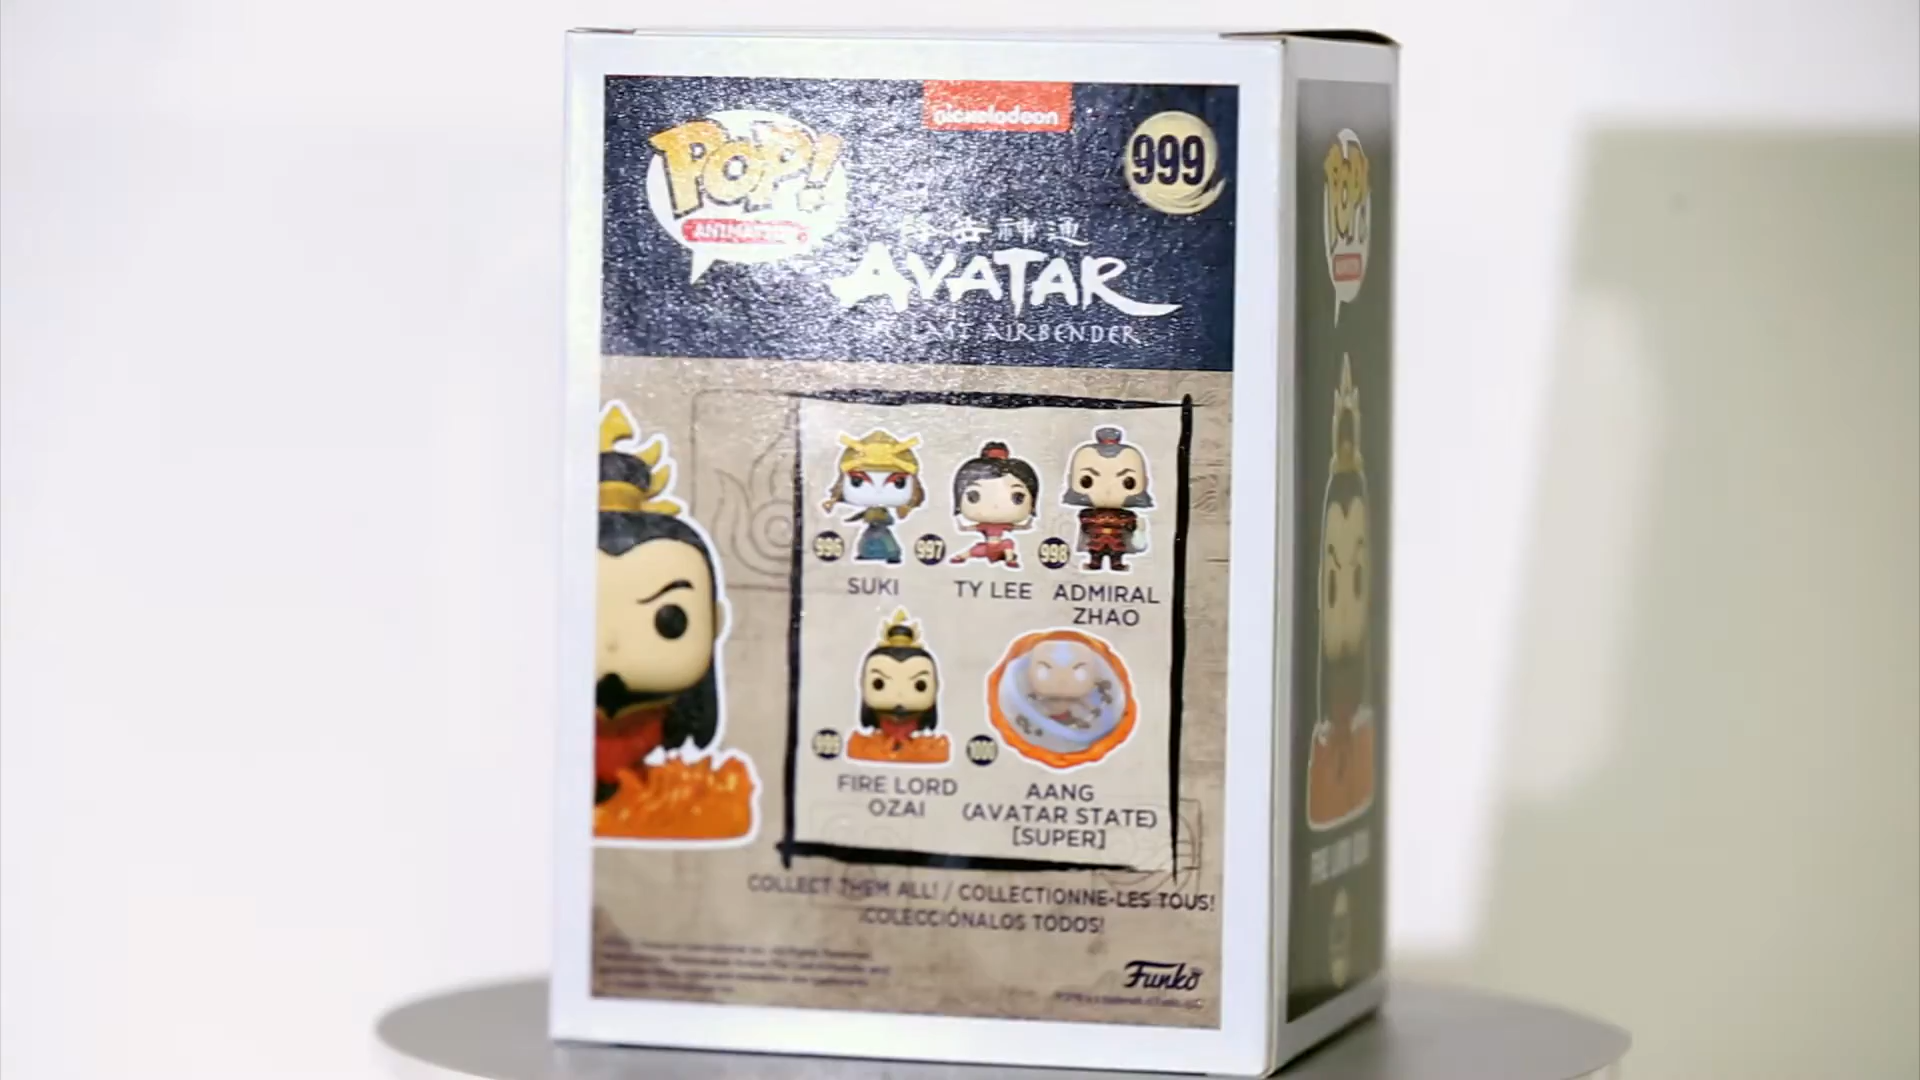 nickelodeon
POP!
ANIMATION
999
AVATAR
LAST AIRBENDER
996
997
998
SUKI
TY LEE
ADMIRAL
ZHAO
999
1000
FIRE LORD
OZAI
AANG
(AVATAR STATE)
[SUPER]
COLLECT THEM ALL! / COLLECTIONNE-LES TOUS!
¡COLECCIÓNALOS TODOS!
Funko
POP!